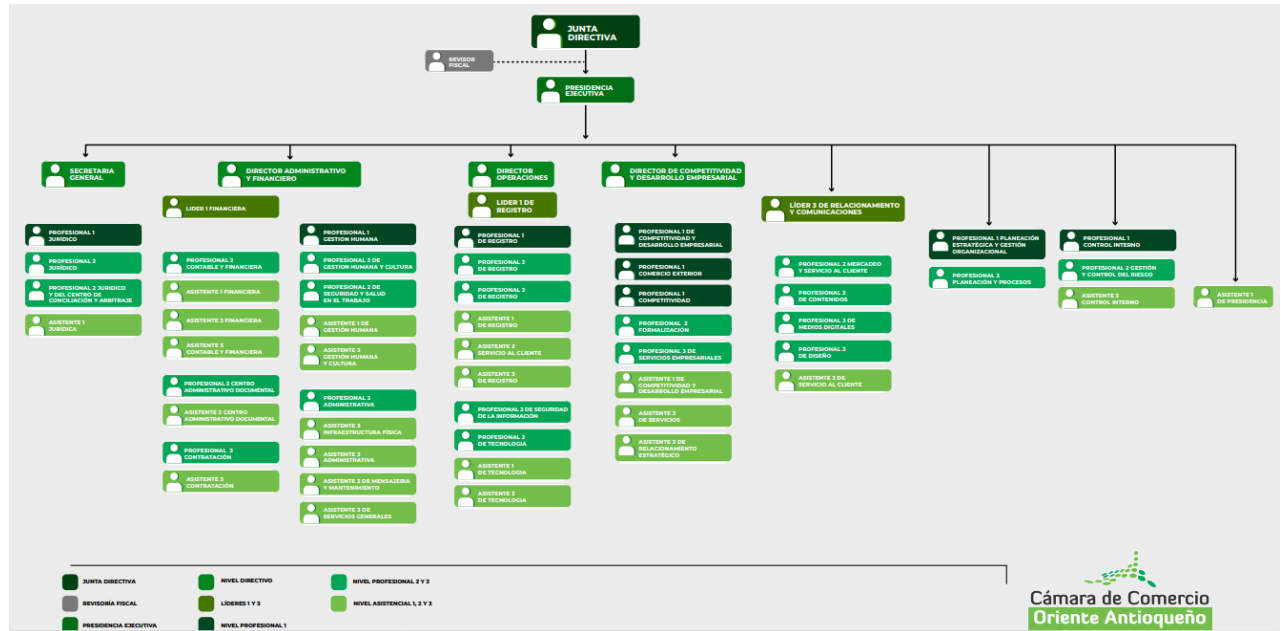 JUNTA
DIRECTIVA
REVISOR
FISCAL
PRESIDENCIA
EJECUTIVA
SECRETARIA
GENERAL
PROFESIONAL 1
JURÍDICO
PROFESIONAL 2
JURÍDICO
PROFESIONAL 2 JURIDICO
Y DEL CENTRO DE
CONCILIACIÓN Y ARBITRAJE
ASISTENTE 1
JURÍDICA
DIRECTOR ADMINISTRATIVO
Y FINANCIERO
LIDER 1 FINANCIERA
PROFESIONAL 2
CONTABLE Y FINANCIERA
ASISTENTE 1 FINANCIERA
ASISTENTE 2 FINANCIERA
ASISTENTE 3
CONTABLE Y FINANCIERA
PROFESIONAL 3 CENTRO
ADMINISTRATIVO DOCUMENTAL
ASISTENTE 3 CENTRO
ADMINISTRATIVO DOCUMENTAL
PROFESIONAL 3
CONTRATACIÓN
ASISTENTE 3
CONTRATACIÓN
PROFESIONAL 1
GESTION HUMANA
PROFESIONAL 2 DE
GESTION HUMANA Y CULTURA
PROFESIONAL 2 DE
SEGURIDAD Y SALUD
EN EL TRABAJO
ASISTENTE 1 DE
GESTIÓN HUMANA
ASISTENTE 3
GESTIÓN HUMANA
Y CULTURA
PROFESIONAL 2
ADMINISTRATIVA
ASISTENTE 3
INFRAESTRUCTURA FÍSICA
ASISTENTE 3
ADMINISTRATIVA
ASISTENTE 3 DE MENSAJERIA
Y MANTENIMIENTO
ASISTENTE 3 DE
SERVICIOS GENERALES
DIRECTOR
OPERACIONES
LIDER 1 DE
REGISTRO
PROFESIONAL 1
DE REGISTRO
PROFESIONAL 2
DE REGISTRO
PROFESIONAL 3
DE REGISTRO
ASISTENTE 1
DE REGISTRO
ASISTENTE 2
SERVICIO AL CLIENTE
ASISTENTE 3
DE REGISTRO
PROFESIONAL 2 DE SEGURIDAD
DE LA INFORMACIÓN
PROFESIONAL 2
DE TECNOLOGIA
ASISTENTE 1
DE TECNOLOGIA
ASISTENTE 3
DE TECNOLOGIA
DIRECTOR DE COMPETITIVIDAD
Y DESARROLLO EMPRESARIAL
PROFESIONAL 1 DE
COMPETITIVIDAD Y
DESARROLLO EMPRESARIAL
PROFESIONAL 1
COMERCIO EXTERIOR
PROFESIONAL 1
COMPETITIVIDAD
PROFESIONAL 2
FORMALIZACIÓN
PROFESIONAL 3 DE
SERVICIOS EMPRESARIALES
ASISTENTE 1 DE
COMPETITIVIDAD Y
DESARROLLO EMPRESARIAL
ASISTENTE 3
DE SERVICIOS
ASISTENTE 3 DE
RELACIONAMIENTO
ESTRATÉGICO
LÍDER 3 DE RELACIONAMIENTO
Y COMUNICACIONES
PROFESIONAL 2 MERCADEO
Y SERVICIO AL CLIENTE
PROFESIONAL 2
DE CONTENIDOS
PROFESIONAL 3 DE
MEDIOS DIGITALES
PROFESIONAL 3
DE DISEÑO
ASISTENTE 3 DE
SERVICIO AL CLIENTE
PROFESIONAL 1 PLANEACIÓN
ESTRATÉGICA Y GESTIÓN
ORGANIZACIONAL
PROFESIONAL 3
PLANEACIÓN Y PROCESOS
PROFESIONAL 1
CONTROL INTERNO
PROFESIONAL 2 GESTIÓN
Y CONTROL DEL RIESGO
ASISTENTE 2
CONTROL INTERNO
ASISTENTE 1
DE PRESIDENCIA
JUNTA DIRECTIVA
REVISORÍA FISCAL
PRESIDENCIA EJECUTIVA
NIVEL DIRECTIVO
LÍDERES 1 Y 3
NIVEL PROFESIONAL 1
NIVEL PROFESIONAL 2 Y 3
NIVEL ASISTENCIAL 1, 2 Y 3
Cámara de Comercio
Oriente Antioqueño